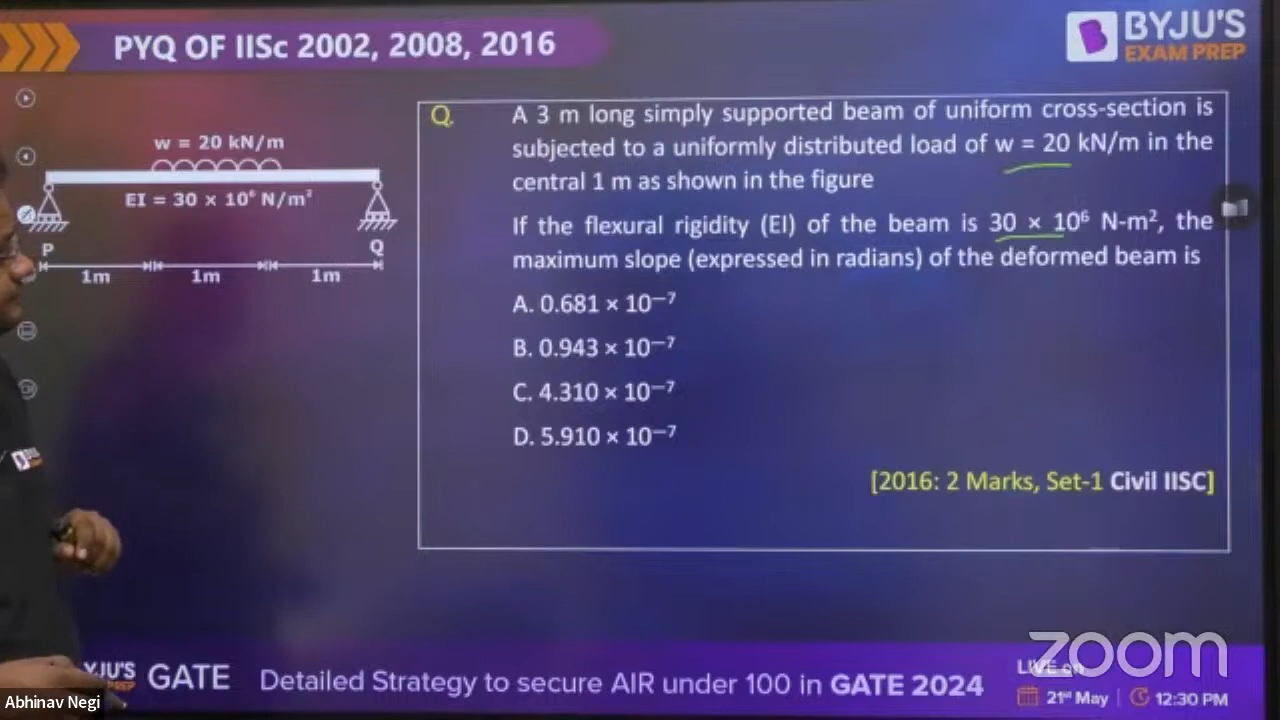 PYQ OF IISc 2002, 2008, 2016
BYJU'S
EXAM PREP
w = 20 kN/m
EI = 30 × 10⁶ N/m²
P
Q
1m 1m 1m
Q.
A 3 m long simply supported beam of uniform cross-section is
subjected to a uniformly distributed load of w = 20 kN/m in the
central 1 m as shown in the figure
If the flexural rigidity (EI) of the beam is 30 × 10⁶ N-m², the
maximum slope (expressed in radians) of the deformed beam is
A. 0.681 × 10⁻⁷
B. 0.943 × 10⁻⁷
C. 4.310 × 10⁻⁷
D. 5.910 × 10⁻⁷
[2016: 2 Marks, Set-1 Civil IISC]
zoom
YJU'S
GATE
Detailed Strategy to secure AIR under 100 in GATE 2024
LIVE on
21st May | 12:30 PM
Abhinav Negi